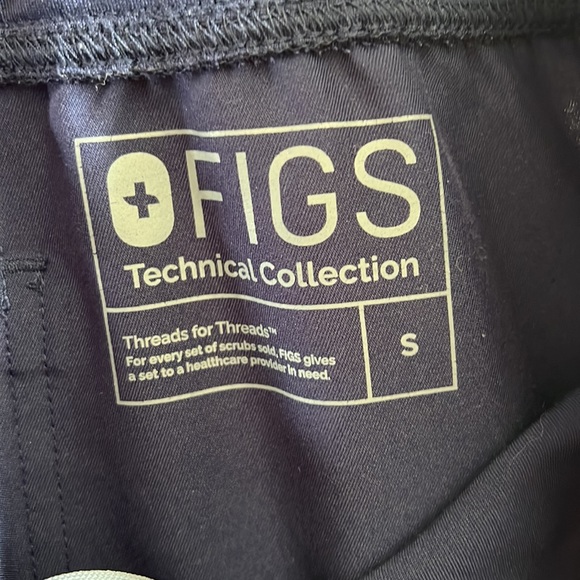 FIGS
Technical Collection
Threads for Threads™
For every set of scrubs sold, FIGS gives
a set to a healthcare provider in need.
S